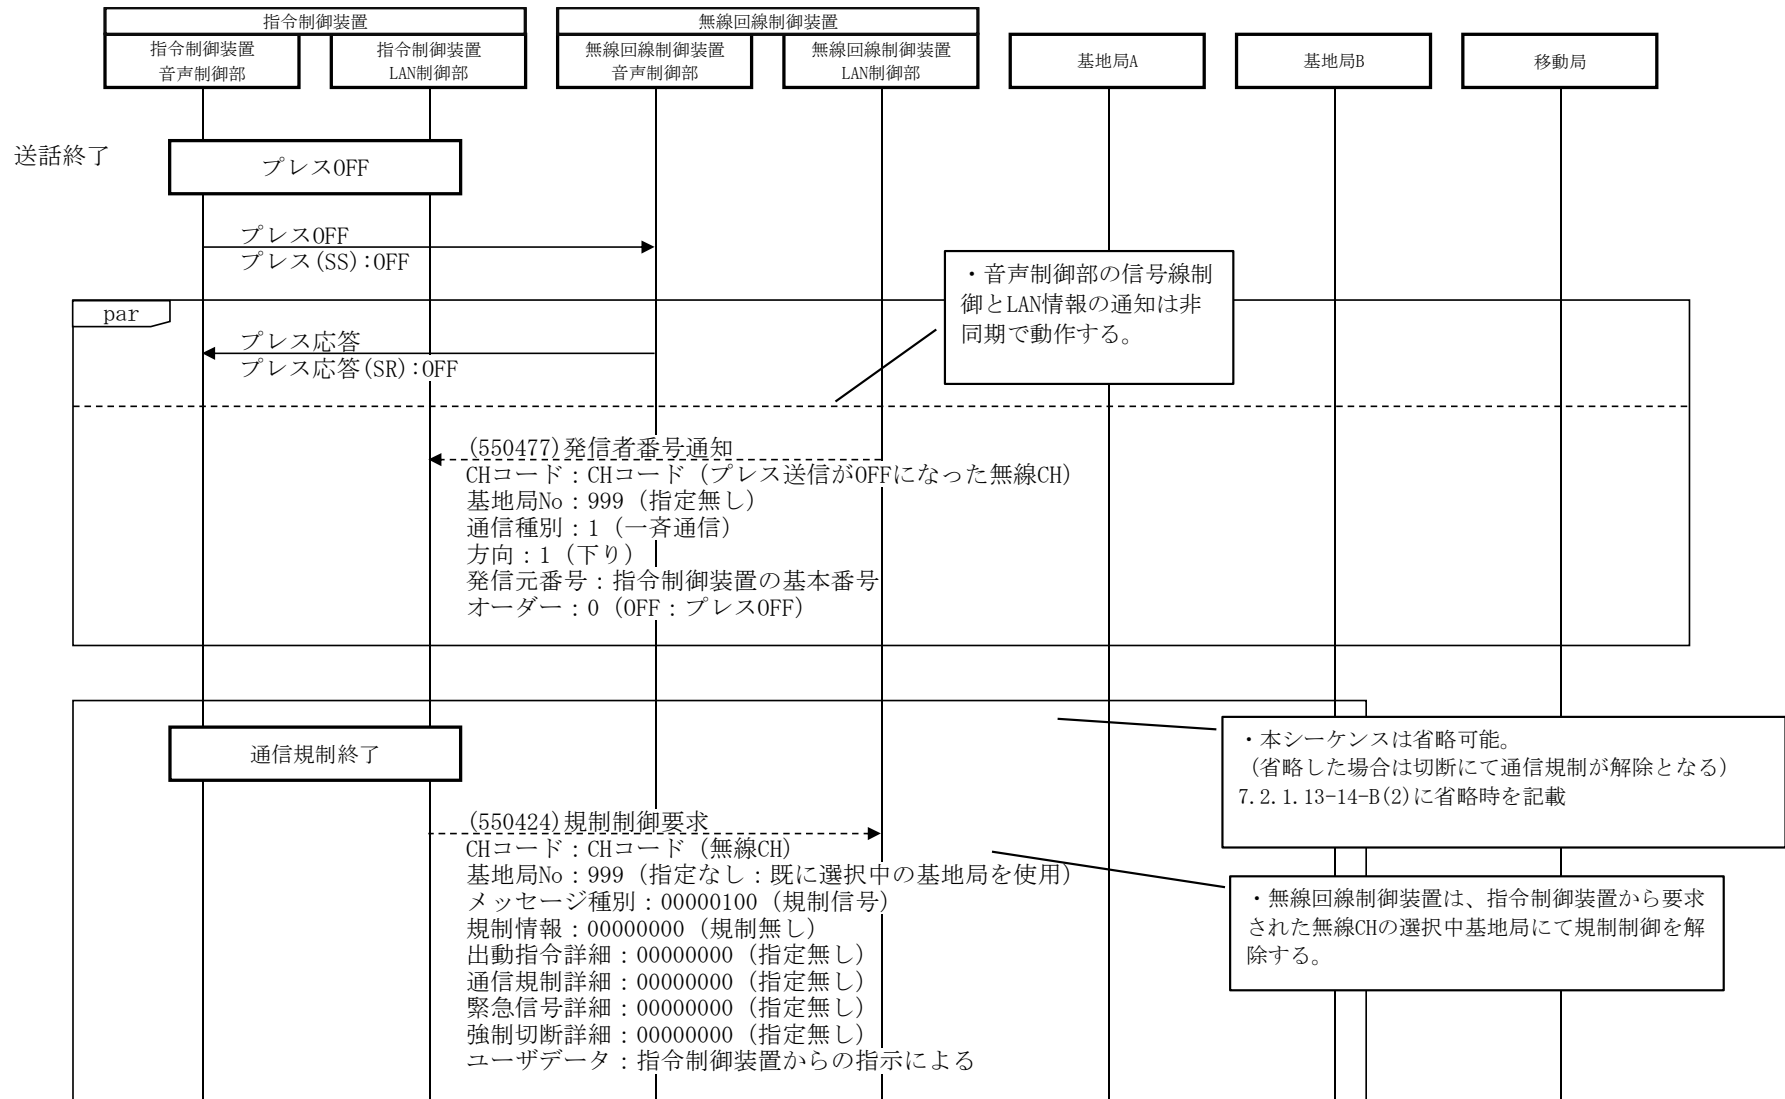 指令制御装置
無線回線制御装置
指令制御装置
音声制御部
指令制御装置
LAN制御部
無線回線制御装置
音声制御部
無線回線制御装置
LAN制御部
基地局A
基地局B
移動局
送話終了
プレスOFF
プレスOFF
プレス(SS):OFF
・音声制御部の信号線制
御とLAN情報の通知は非
同期で動作する。
par
プレス応答
プレス応答(SR):OFF
(550477)発信者番号通知
CHコード：CHコード（プレス送信がOFFになった無線CH）
基地局No：999（指定無し）
通信種別：1（一斉通信）
方向：1（下り）
発信元番号：指令制御装置の基本番号
オーダー：0（OFF：プレスOFF）
通信規制終了
・本シーケンスは省略可能。
（省略した場合は切断にて通信規制が解除となる）
7.2.1.13-14-B(2)に省略時を記載
(550424)規制制御要求
CHコード：CHコード（無線CH）
基地局No：999（指定なし：既に選択中の基地局を使用）
メッセージ種別：00000100（規制信号）
規制情報：00000000（規制無し）
出動指令詳細：00000000（指定無し）
通信規制詳細：00000000（指定無し）
緊急信号詳細：00000000（指定無し）
強制切断詳細：00000000（指定無し）
ユーザデータ：指令制御装置からの指示による
・無線回線制御装置は、指令制御装置から要求
された無線CHの選択中基地局にて規制制御を解
除する。